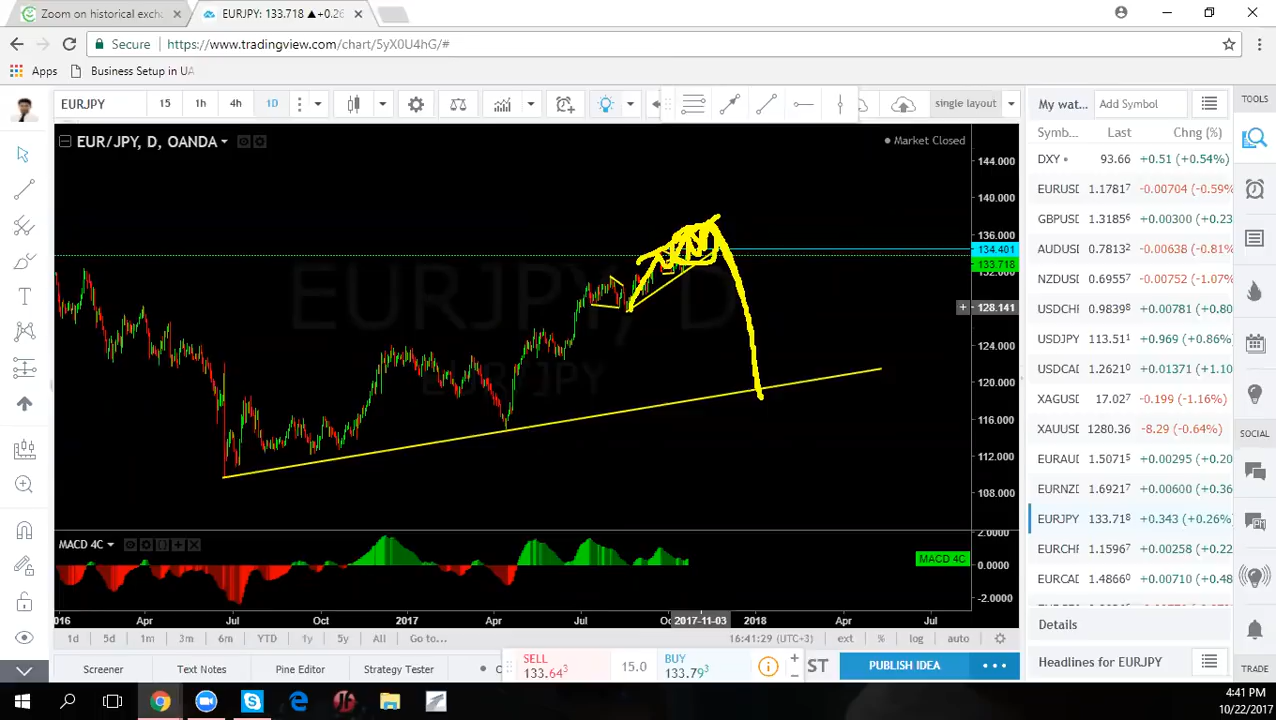 Zoom on historical exch
EURJPY: 133.718 ▲+0.26
Secure
https://www.tradingview.com/chart/5yX0U4hG/#
Apps
Business Setup in UA
EURJPY
15
1h
4h
1D
single layout
My wat...
Add Symbol
TOOLS
EUR/JPY, D, OANDA
Market Closed
Symb...
Last
Chng (%)
DXY 93.66 +0.51 (+0.54%)
EURUSD 1.1781⁷ -0.00704 (-0.59%
GBPUSD 1.3185⁶ +0.00300 (+0.23
AUDUSD 0.7813² -0.00638 (-0.81%
NZDUSD 0.6955⁷ -0.00752 (-1.07%
USDCHF 0.9839⁸ +0.00781 (+0.80
USDJPY 113.51¹ +0.969 (+0.86%
USDCAD 1.2621⁰ +0.01371 (+1.10
XAGUSD 17.027 -0.199 (-1.16%
XAUUSD 1280.36 -8.29 (-0.64%)
SOCIAL
EURAUD 1.5071⁵ +0.00295 (+0.20
EURNZD 1.6921⁷ +0.00600 (+0.36
EURJPY 133.71⁸ +0.343 (+0.26%
EURCHF 1.1596⁷ +0.00258 (+0.22
EURCAD 1.4866⁰ +0.00710 (+0.48
144.000
140.000
136.000
134.401
133.718
128.141
124.000
120.000
116.000
112.000
108.000
EURJPY, D
EUR/JPY
MACD 4C
MACD 4C
2.0000
0.0000
-2.0000
2016
Apr
Jul
Oct
2017
Apr
Jul
2017-11-03
2018
Apr
Jul
1d
5d
1m
3m
6m
YTD
1y
5y
All
Go to...
16:41:29 (UTC+3)
ext
%
log
auto
Details
Headlines for EURJPY
Screener
Text Notes
Pine Editor
Strategy Tester
SELL
133.64³
15.0
BUY
133.79³
ST
PUBLISH IDEA
TRADE
4:41 PM
10/22/2017